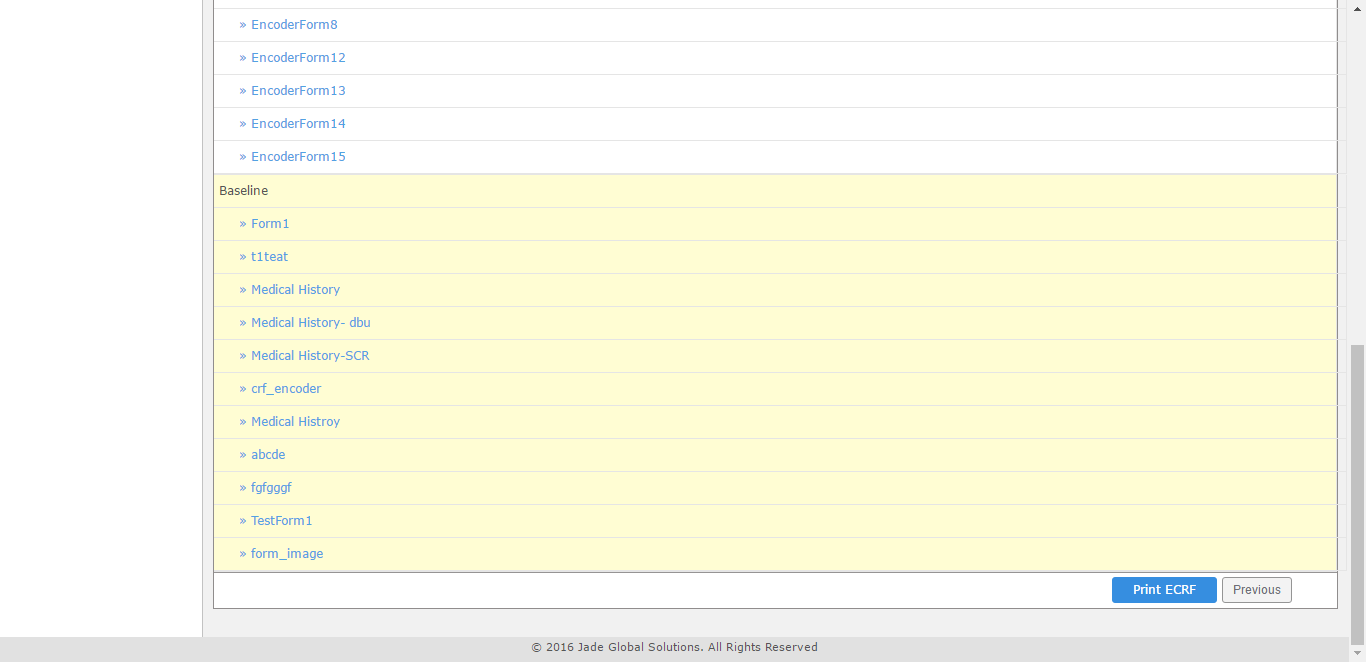 » EncoderForm8
» EncoderForm12
» EncoderForm13
» EncoderForm14
» EncoderForm15
Baseline
» Form1
» t1teat
» Medical History
» Medical History- dbu
» Medical History-SCR
» crf_encoder
» Medical Histroy
» abcde
» fgfgggf
» TestForm1
» form_image
Print ECRF Previous
© 2016 Jade Global Solutions. All Rights Reserved